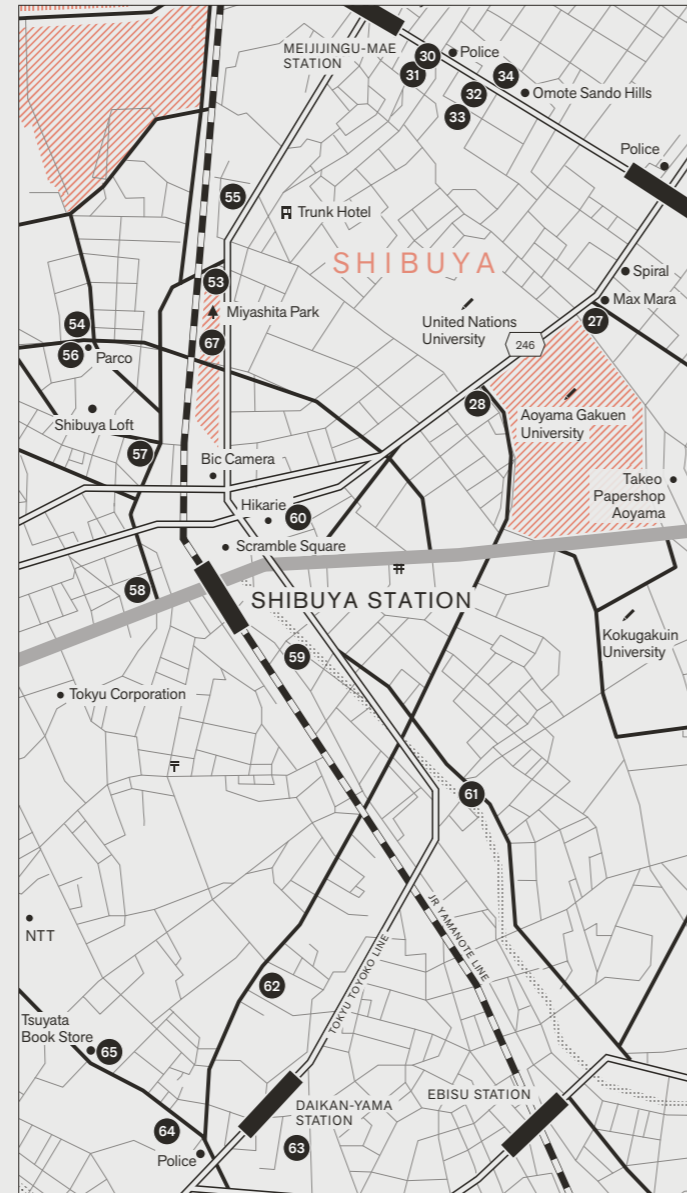 MEIJIJINGU-MAE
STATION
30
Police
31
34
32
Omote Sando Hills
33
Police
55
Trunk Hotel
SHIBUYA
Spiral
53
Max Mara
Miyashita Park
27
United Nations
University
54
67
246
56
Parco
28
Shibuya Loft
Aoyama Gakuen
University
57
Bic Camera
Takeo
Papershop
Aoyama
Hikarie
60
Scramble Square
58
SHIBUYA STATION
Kokugakuin
University
59
Tokyu Corporation
〒
61
NTT
JR YAMANOTE LINE
TOKYU TOYOKO LINE
62
Tsuyata
Book Store
65
EBISU STATION
DAIKAN-YAMA
STATION
64
63
Police